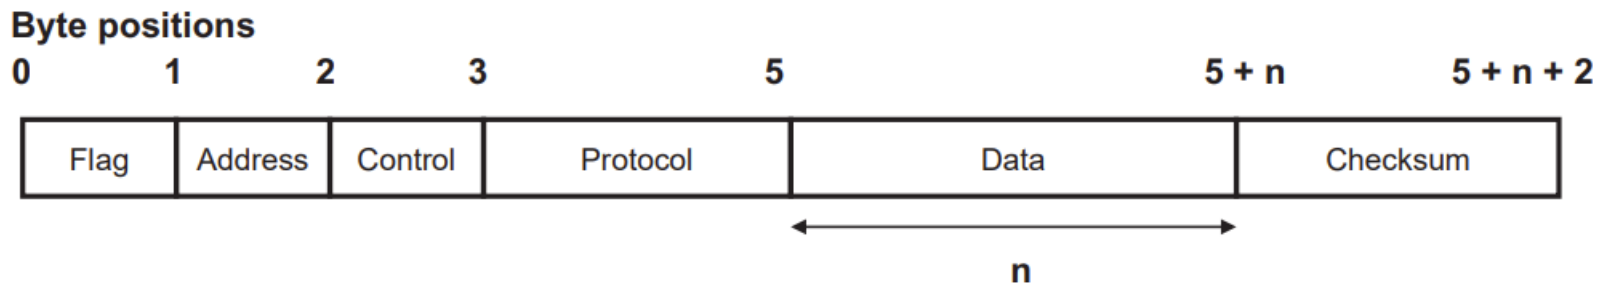 Byte positions
0 1 2 3 5 5 + n 5 + n + 2
Flag Address Control Protocol Data Checksum
n